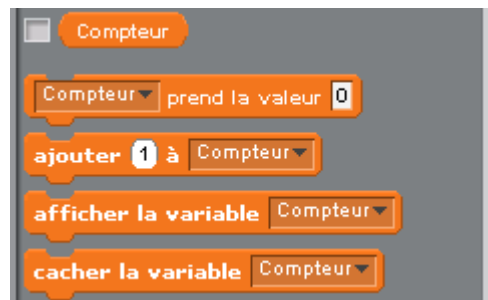 Compteur
Compteur prend la valeur 0
ajouter 1 à Compteur
afficher la variable Compteur
cacher la variable Compteur